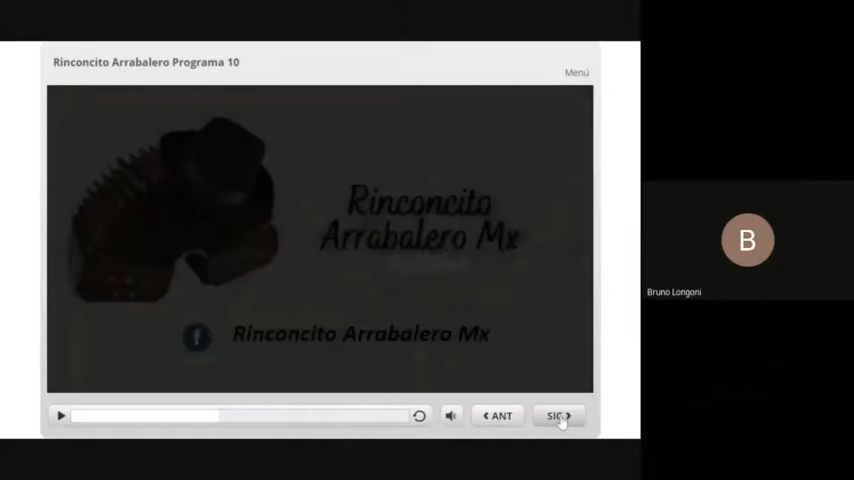 Rinconcito Arrabalero Programa 10
Menú
Rinconcito
Arrabalero Mx
f Rinconcito Arrabalero Mx
ANT
SIG
B
Bruno Longoni